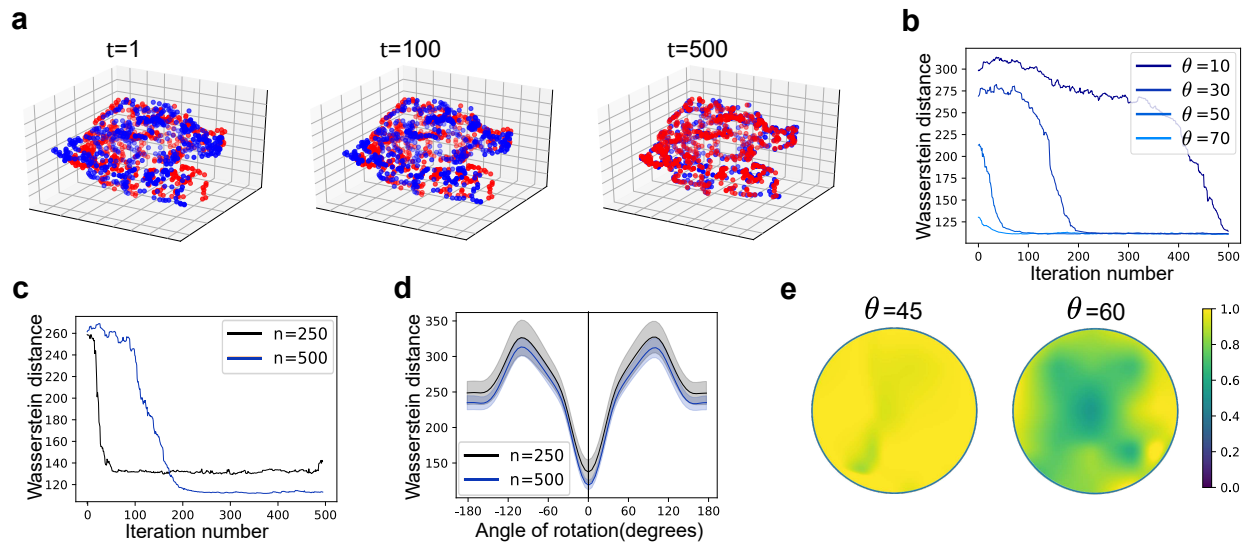 a
t=1
t=100
t=500
b
Wasserstein distance
300
275
250
225
200
175
150
125
0
100
200
300
400
500
Iteration number
θ =10
θ =30
θ =50
θ =70
c
Wasserstein distance
260
240
220
200
180
160
140
120
0
100
200
300
400
500
Iteration number
n=250
n=500
d
Wasserstein distance
350
300
250
200
150
-180
-120
-60
0
60
120
180
Angle of rotation(degrees)
n=250
n=500
e
θ =45
θ =60
1.0
0.8
0.6
0.4
0.2
0.0